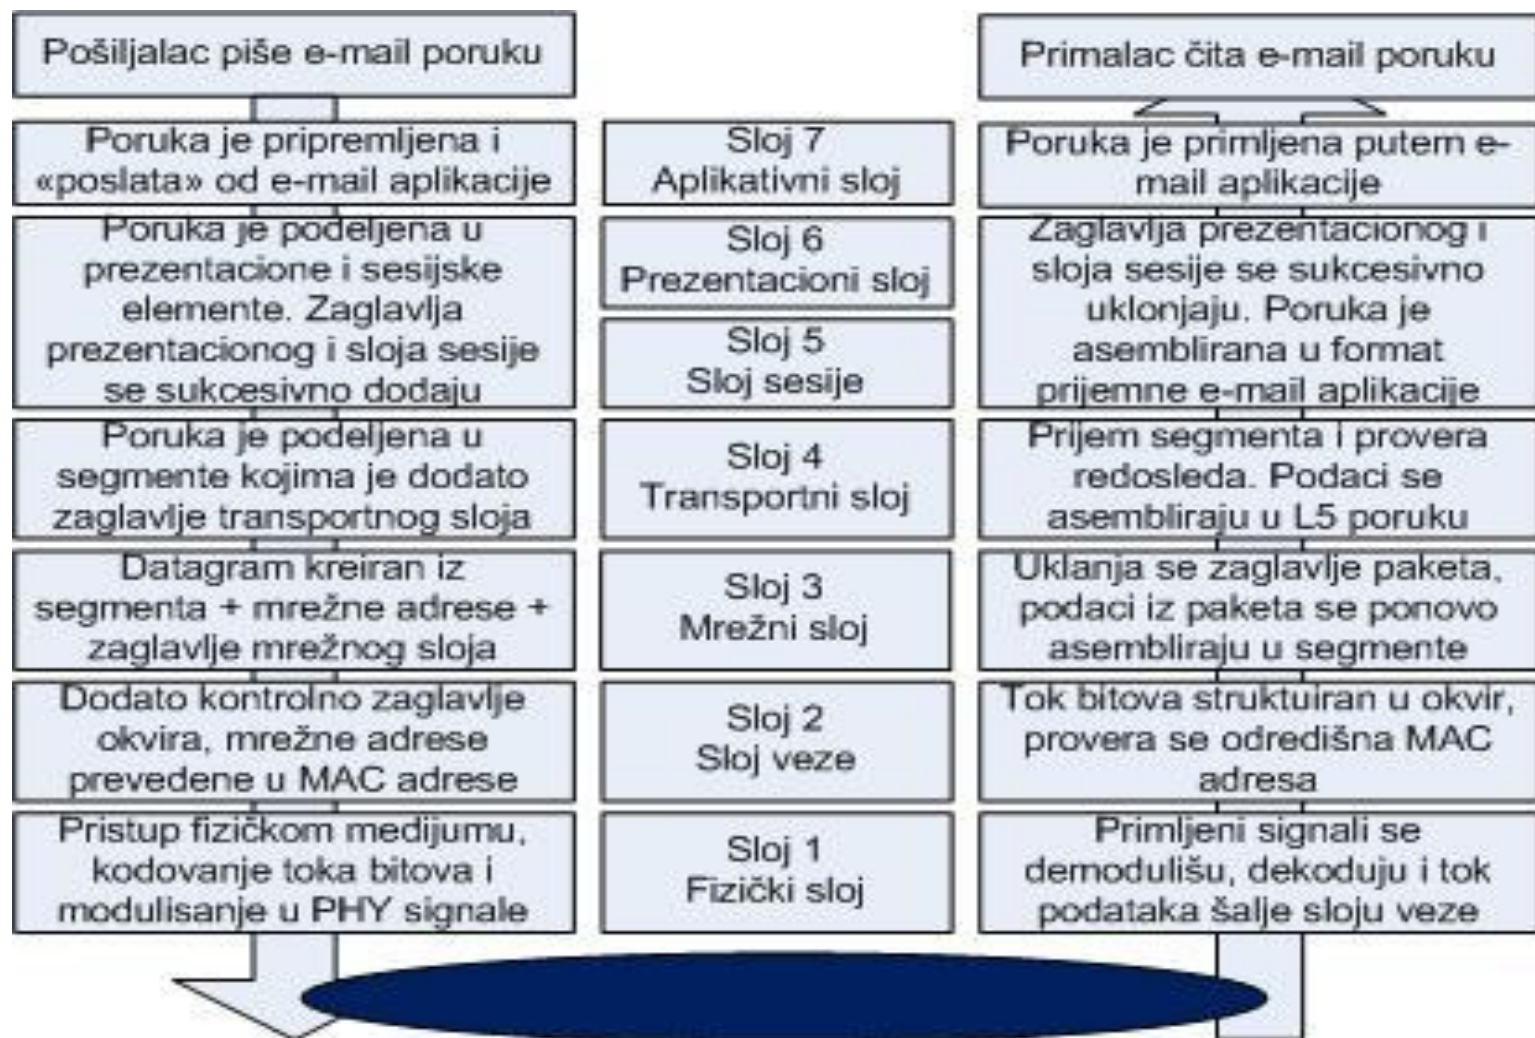 Pošiljalac piše e-mail poruku
Primalac čita e-mail poruku
Poruka je pripremljena i
«poslata» od e-mail aplikacije
Sloj 7
Aplikativni sloj
Poruka je primljena putem e-
mail aplikacije
Poruka je podeljena u
prezentacione i sesijske
elemente. Zaglavlja
prezentacionog i sloja sesije
se sukcesivno dodaju
Sloj 6
Prezentacioni sloj
Sloj 5
Sloj sesije
Zaglavlja prezentacionog i
sloja sesije se sukcesivno
uklonjaju. Poruka je
asemblirana u format
prijemne e-mail aplikacije
Poruka je podeljena u
segmente kojima je dodato
zaglavlje transportnog sloja
Sloj 4
Transportni sloj
Prijem segmenta i provera
redosleda. Podaci se
asembliraju u L5 poruku
Datagram kreiran iz
segmenta + mrežne adrese +
zaglavlje mrežnog sloja
Sloj 3
Mrežni sloj
Uklanja se zaglavlje paketa,
podaci iz paketa se ponovo
asembliraju u segmente
Dodato kontrolno zaglavlje
okvira, mrežne adrese
prevedene u MAC adrese
Sloj 2
Sloj veze
Tok bitova struktuiran u okvir,
provera se odredišna MAC
adresa
Pristup fizičkom medijumu,
kodovanje toka bitova i
modulisanje u PHY signale
Sloj 1
Fizički sloj
Primljeni signali se
demodulišu, dekoduju i tok
podataka šalje sloju veze